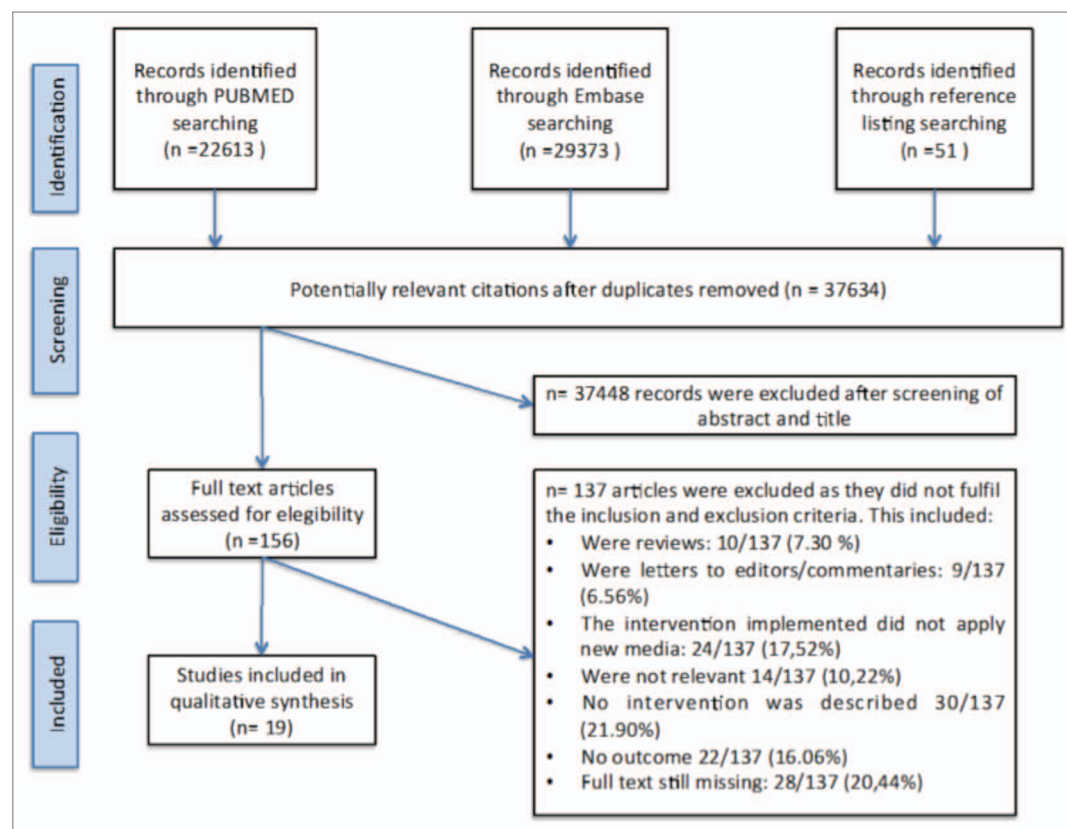 Identification
Records identified
through PUBMED
searching
(n =22613 )
Records identified
through Embase
searching
(n =29373 )
Records identified
through reference
listing searching
(n =51 )
Screening
Potentially relevant citations after duplicates removed (n = 37634)
n= 37448 records were excluded after screening of
abstract and title
Eligibility
Full text articles
assessed for elegibility
(n =156)
n= 137 articles were excluded as they did not fulfil
the inclusion and exclusion criteria. This included:
• Were reviews: 10/137 (7.30 %)
• Were letters to editors/commentaries: 9/137
(6.56%)
• The intervention implemented did not apply
new media: 24/137 (17,52%)
• Were not relevant 14/137 (10,22%)
• No intervention was described 30/137
(21.90%)
• No outcome 22/137 (16.06%)
• Full text still missing: 28/137 (20,44%)
Included
Studies included in
qualitative synthesis
(n= 19)